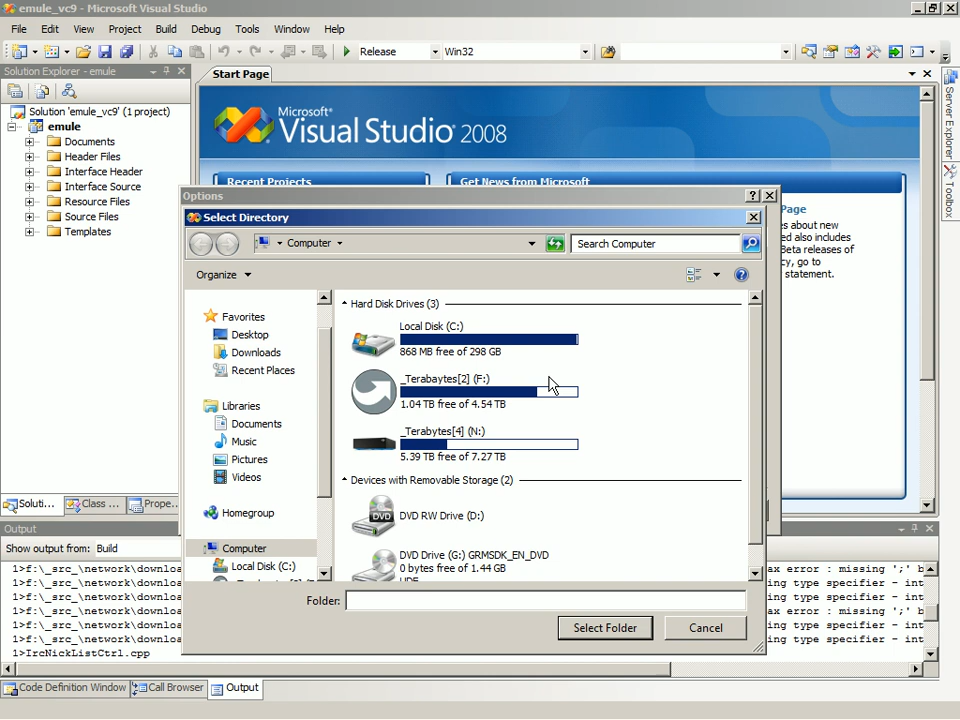 emule_vc9 - Microsoft Visual Studio
File Edit View Project Build Debug Tools Window Help
Release Win32
Solution Explorer - emule
Start Page
Solution 'emule_vc9' (1 project)
emule
Documents
Header Files
Interface Header
Interface Source
Resource Files
Source Files
Templates
Microsoft®
Visual Studio® 2008
Recent Projects
Get News from Microsoft
Page
s about new
d also includes
Beta releases of
cy, go to
statement.
Server Explorer
Toolbox
Options
Select Directory
Computer
Search Computer
Organize
Favorites
Desktop
Downloads
Recent Places
Libraries
Documents
Music
Pictures
Videos
Homegroup
Computer
Local Disk (C:)
Hard Disk Drives (3)
Local Disk (C:)
868 MB free of 298 GB
_Terabaytes[2] (F:)
1.04 TB free of 4.54 TB
_Terabytes[4] (N:)
5.39 TB free of 7.27 TB
Devices with Removable Storage (2)
DVD RW Drive (D:)
DVD Drive (G:) GRMSDK_EN_DVD
0 bytes free of 1.44 GB
Folder:
Select Folder Cancel
Soluti... Class ... Prope...
Output
Show output from: Build
1>f:\_src_\network\downloa
1>f:\_src_\network\downloa
1>f:\_src_\network\downloa
1>f:\_src_\network\downloa
1>f:\_src_\network\downloa
1>f:\_src_\network\downloa
1>IrcNickListCtrl.cpp
ax error : missing ';' b
ing type specifier - int
ing type specifier - int
ax error : missing ';' b
ing type specifier - int
ing type specifier - int
Code Definition Window Call Browser Output